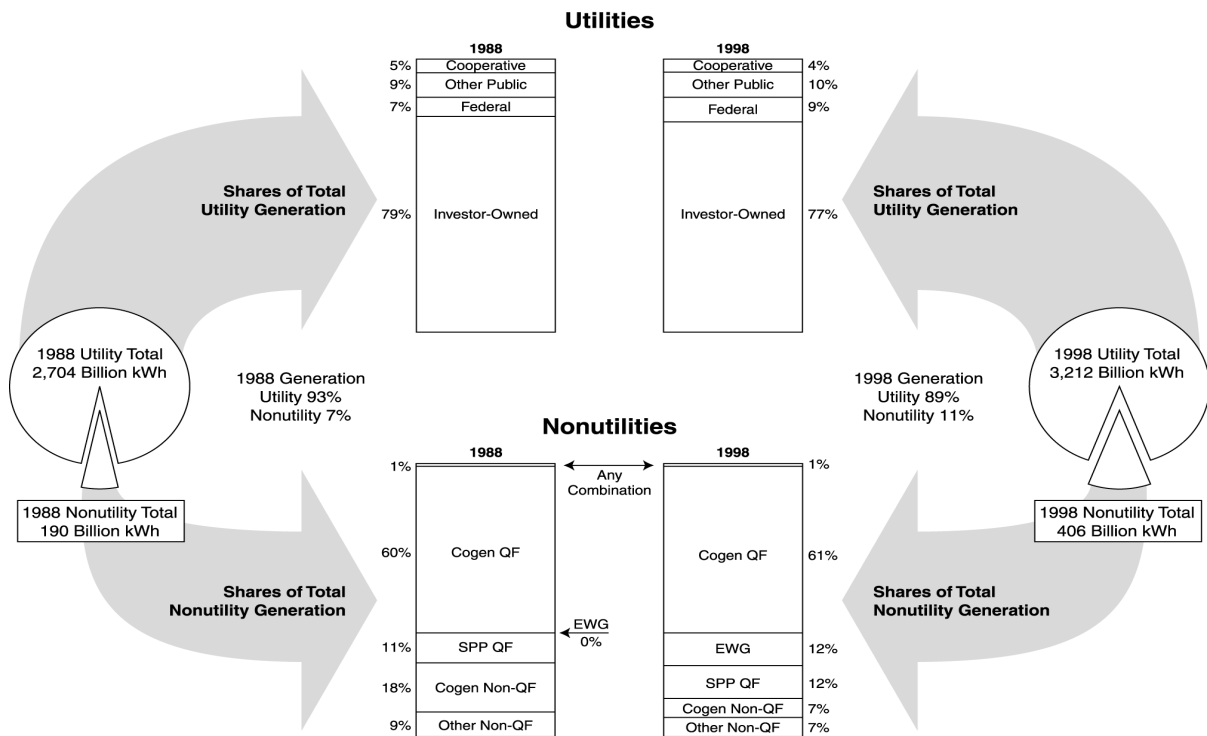 Utilities
1988
1998
5%
Cooperative
Cooperative
4%
9%
Other Public
Other Public
10%
7%
Federal
Federal
9%
Shares of Total
Utility Generation
79%
Investor-Owned
Investor-Owned
77%
Shares of Total
Utility Generation
1988 Utility Total
2,704 Billion kWh
1988 Generation
Utility 93%
Nonutility 7%
1998 Generation
Utility 89%
Nonutility 11%
1998 Utility Total
3,212 Billion kWh
1988 Nonutility Total
190 Billion kWh
1998 Nonutility Total
406 Billion kWh
Nonutilities
1988
1998
1%
Any
Combination
1%
60%
Cogen QF
Cogen QF
61%
Shares of Total
Nonutility Generation
Shares of Total
Nonutility Generation
EWG
0%
11%
SPP QF
EWG
12%
18%
Cogen Non-QF
SPP QF
12%
Cogen Non-QF
7%
9%
Other Non-QF
Other Non-QF
7%